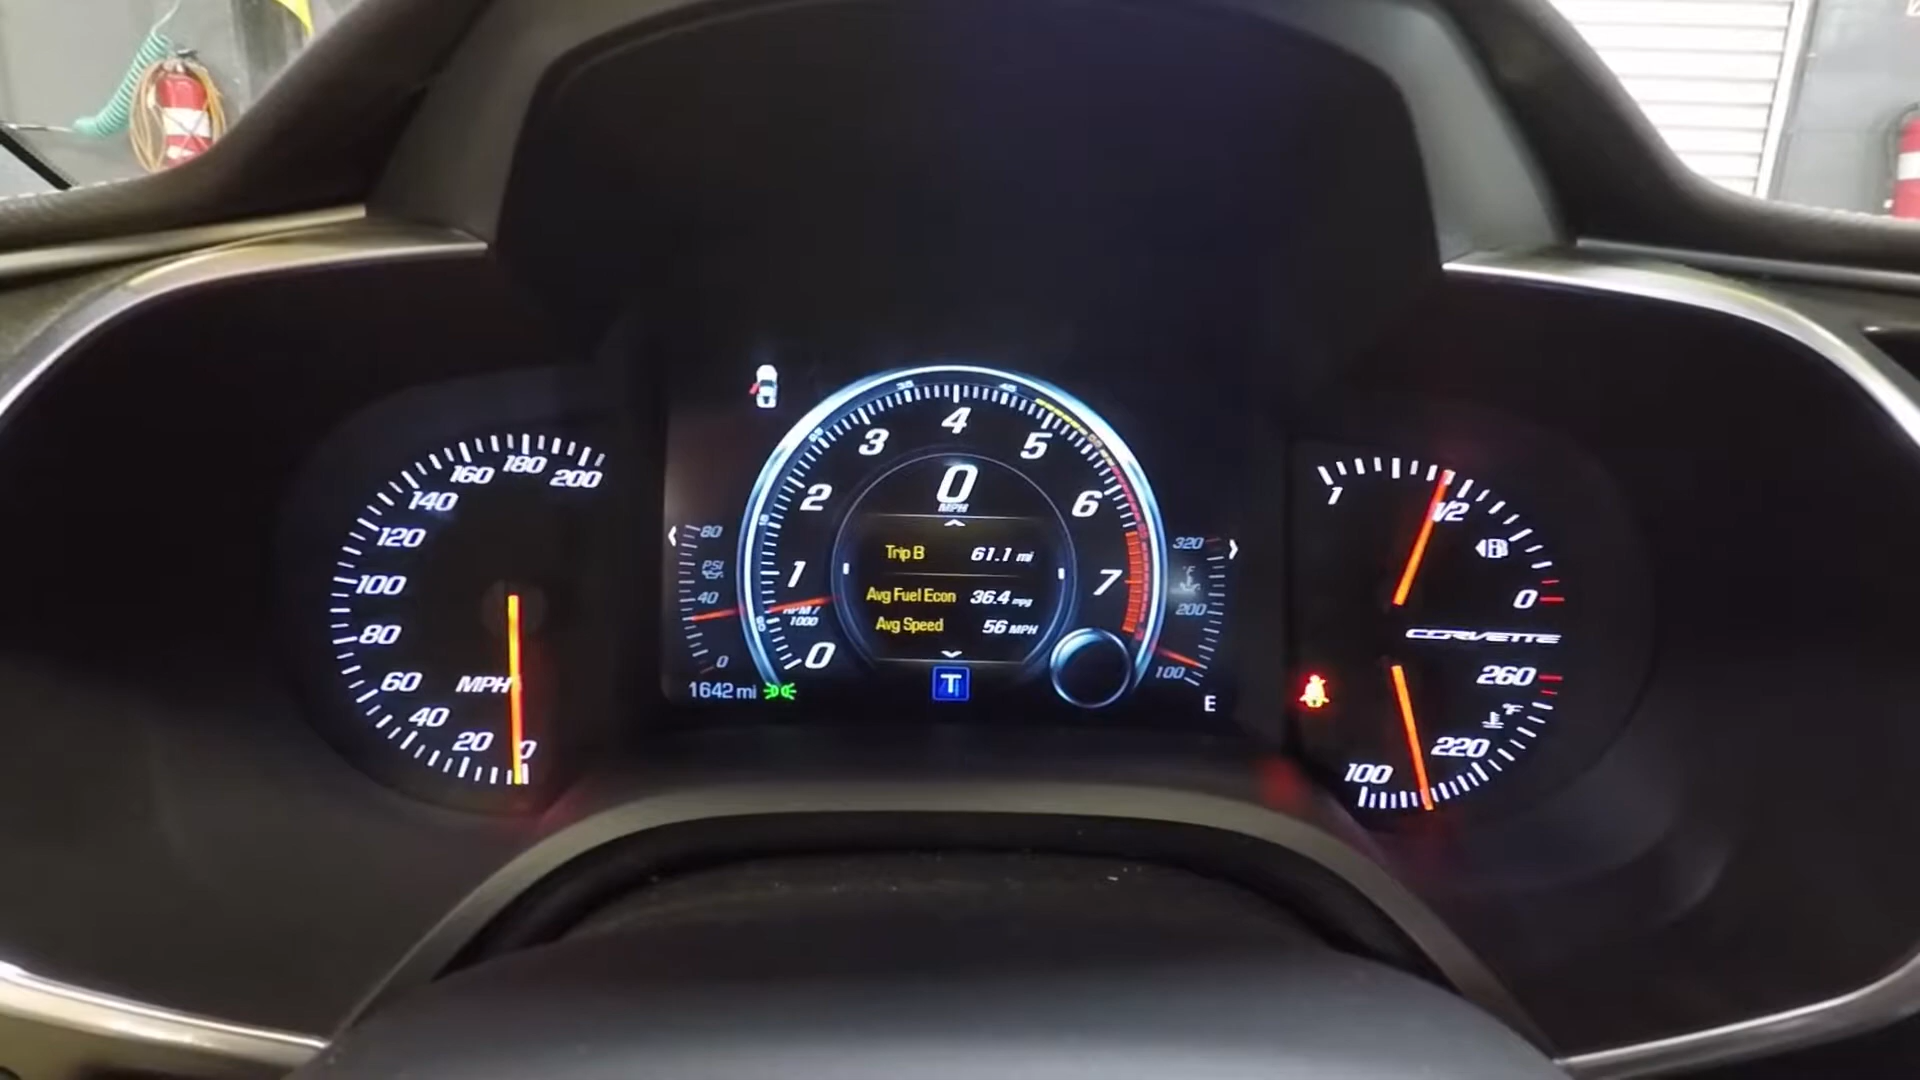 200
180
160
140
120
100
80
60
MPH
40
20
0
80
PSI
40
0
1642 mi
4
3
5
2
6
1
7
0
RPM /
1000
0
MPH
Trip B 61.1 mi
Avg Fuel Econ 36.4 mpg
Avg Speed 56 MPH
T
320
°F
200
100
E
1
1/2
0
CORVETTE
260
°F
220
100